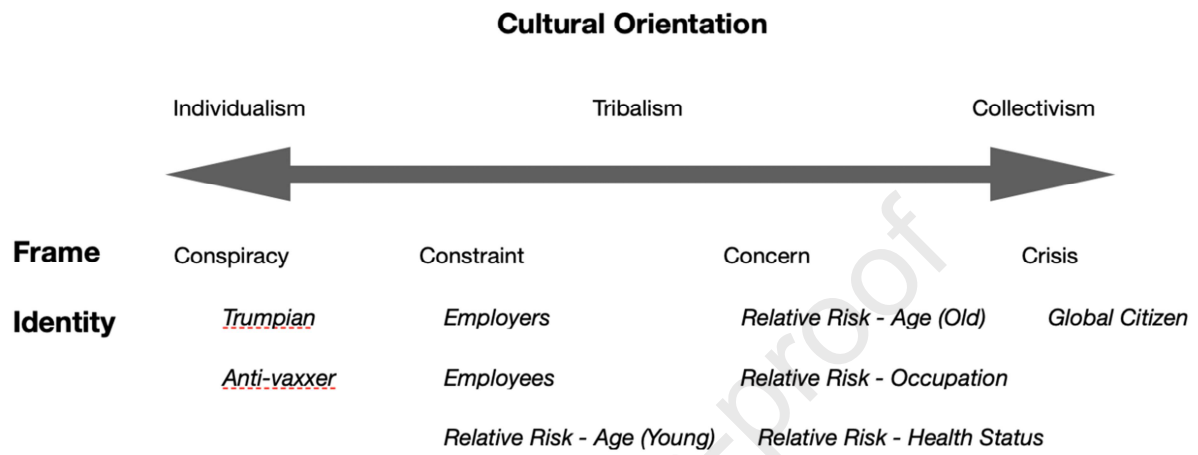 Cultural Orientation
Individualism Tribalism Collectivism
Frame Conspiracy Constraint Concern Crisis
Identity Trumpian Employers Relative Risk - Age (Old) Global Citizen
Anti-vaxxer Employees Relative Risk - Occupation
Relative Risk - Age (Young) Relative Risk - Health Status
-proof